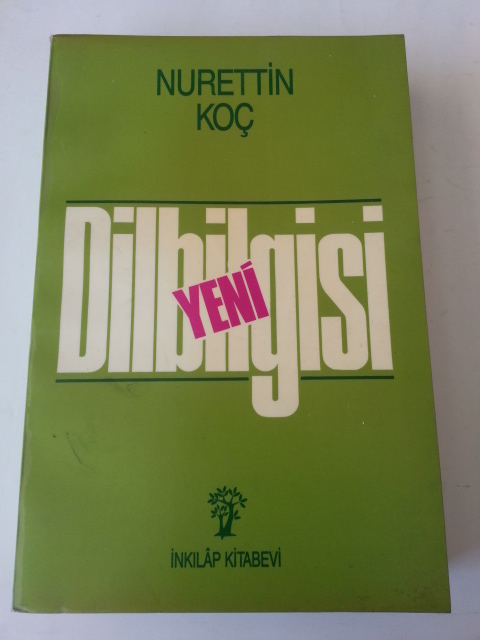 NURETTİN
KOÇ
Dilbilgisi
YENİ
İNKILÂP KİTABEVİ